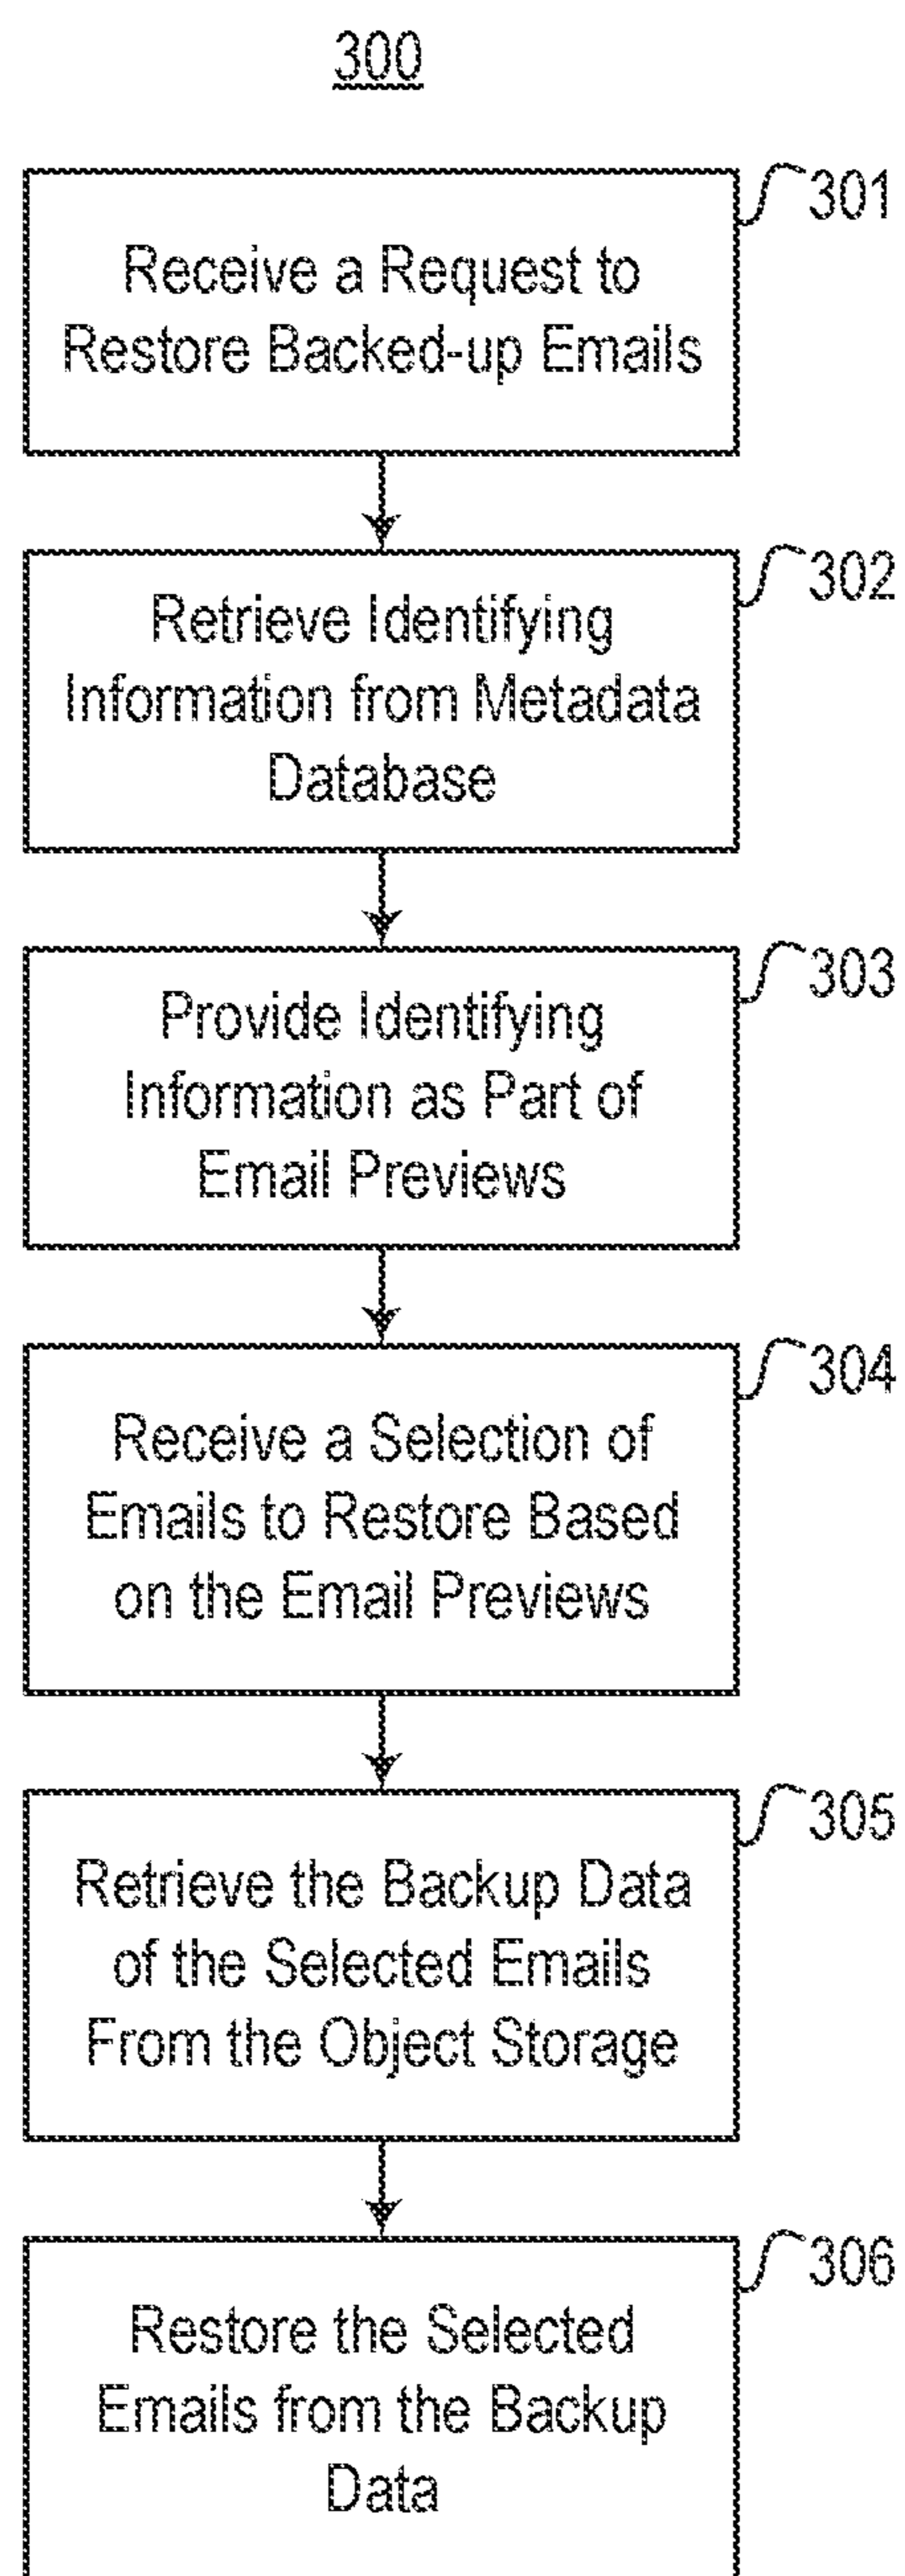 300
301
Receive a Request to
Restore Backed-up Emails
302
Retrieve Identifying
Information from Metadata
Database
303
Provide Identifying
Information as Part of
Email Previews
304
Receive a Selection of
Emails to Restore Based
on the Email Previews
305
Retrieve the Backup Data
of the Selected Emails
From the Object Storage
306
Restore the Selected
Emails from the Backup
Data